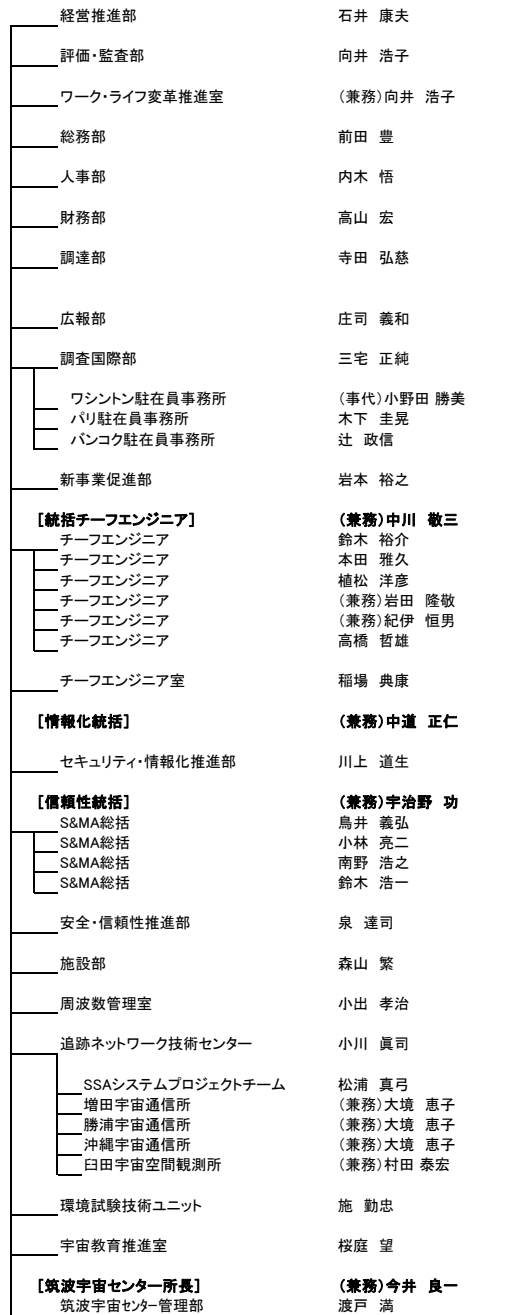 経営推進部 石井 康夫
評価・監査部 向井 浩子
ワーク・ライフ変革推進室 (兼務)向井 浩子
総務部 前田 豊
人事部 内木 悟
財務部 高山 宏
調達部 寺田 弘慈
広報部 庄司 義和
調査国際部 三宅 正純
ワシントン駐在員事務所 (事代)小野田 勝美
パリ駐在員事務所 木下 圭晃
バンコク駐在員事務所 辻 政信
新事業促進部 岩本 裕之
[統括チーフエンジニア] (兼務)中川 敬三
チーフエンジニア 鈴木 裕介
チーフエンジニア 本田 雅久
チーフエンジニア 植松 洋彦
チーフエンジニア (兼務)岩田 隆敬
チーフエンジニア (兼務)紀伊 恒男
チーフエンジニア 高橋 哲雄
チーフエンジニア室 稲場 典康
[情報化統括] (兼務)中道 正仁
セキュリティ・情報化推進部 川上 道生
[信頼性統括] (兼務)宇治野 功
S&MA総括 鳥井 義弘
S&MA総括 小林 亮二
S&MA総括 南野 浩之
S&MA総括 鈴木 浩一
安全・信頼性推進部 泉 達司
施設部 森山 繁
周波数管理室 小出 孝治
追跡ネットワーク技術センター 小川 眞司
SSAシステムプロジェクトチーム 松浦 真弓
増田宇宙通信所 (兼務)大境 恵子
勝浦宇宙通信所 (兼務)大境 恵子
沖縄宇宙通信所 (兼務)大境 恵子
臼田宇宙空間観測所 (兼務)村田 泰宏
環境試験技術ユニット 施 勤忠
宇宙教育推進室 桜庭 望
[筑波宇宙センター所長] (兼務)今井 良一
筑波宇宙センター管理部 渡戸 満